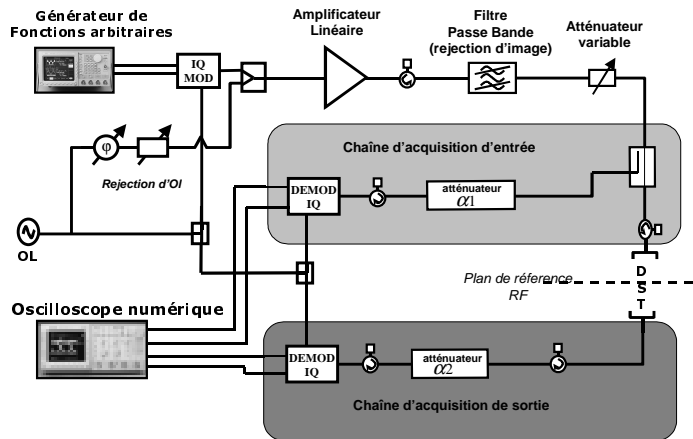 Générateur de
Fonctions arbitraires
Amplificateur
Linéaire
Filtre
Passe Bande
(rejection d'image)
Atténuateur
variable
IQ
MOD
φ
Rejection d'OI
OL
Chaîne d'acquisition d'entrée
DEMOD
IQ
atténuateur
α1
Plan de réference
RF
D
S
T
Oscilloscope numérique
DEMOD
IQ
atténuateur
α2
Chaîne d'acquisition de sortie